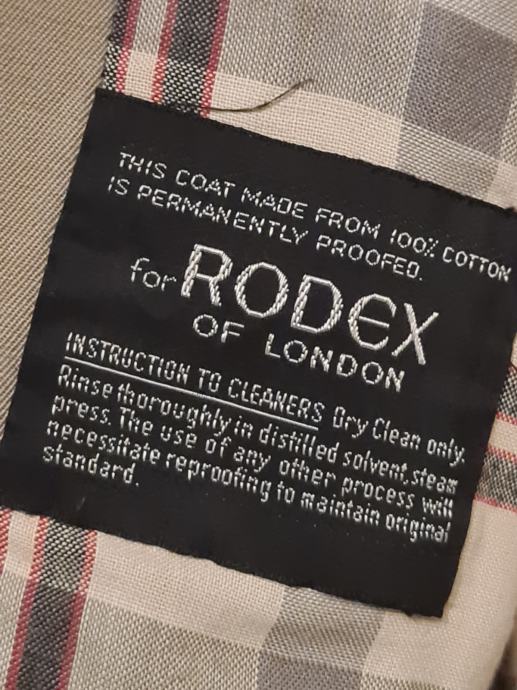 THIS COAT MADE FROM 100% COTTON
IS PERMANENTLY PROOFED.
for RODEX
OF LONDON
INSTRUCTION TO CLEANERS Dry Clean only.
Rinse thoroughly in distilled solvent, steam
press. The use of any other process will
necessitate reproofing to maintain original
standard.